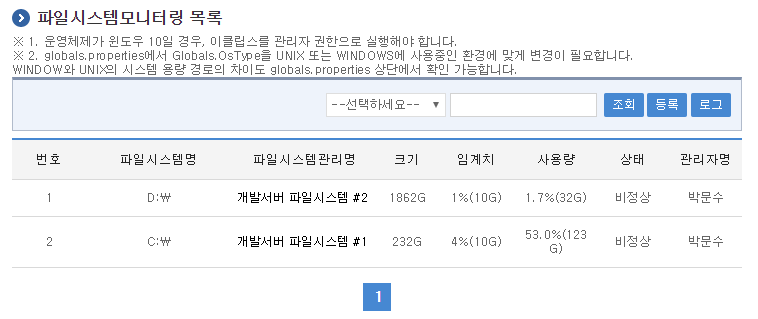 파일시스템모니터링 목록
※ 1. 운영체제가 윈도우 10일 경우, 이클립스를 관리자 권한으로 실행해야 합니다.
※ 2. globals.properties에서 Globals.OsType을 UNIX 또는 WINDOWS에 사용중인 환경에 맞게 변경이 필요합니다.
WINDOW와 UNIX의 시스템 용량 경로의 차이도 globals.properties 상단에서 확인 가능합니다.
--선택하세요-- 조회 등록 로그
번호 파일시스템명 파일시스템관리명 크기 임계치 사용량 상태 관리자명
1 D:₩ 개발서버 파일시스템 #2 1862G 1%(10G) 1.7%(32G) 비정상 박문수
2 C:₩ 개발서버 파일시스템 #1 232G 4%(10G) 53.0%(123
G) 비정상 박문수
1